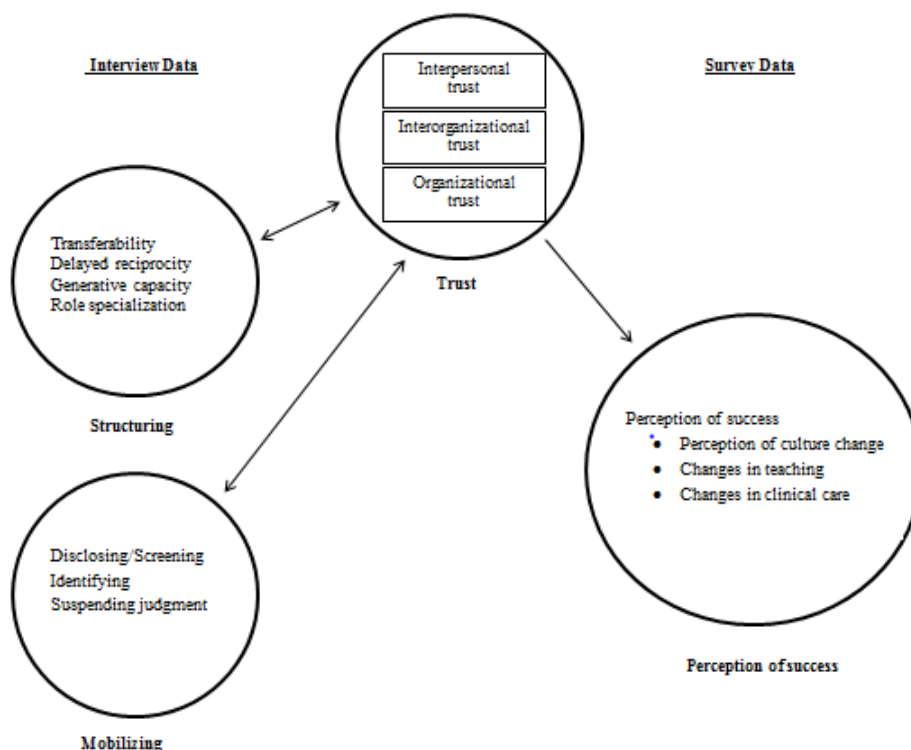 Interview Data
Survey Data
Interpersonal
trust
Interorganizational
trust
Organizational
trust
Trust
Transferability
Delayed reciprocity
Generative capacity
Role specialization
Structuring
Perception of success
• Perception of culture change
• Changes in teaching
• Changes in clinical care
Perception of success
Disclosing/Screening
Identifying
Suspending judgment
Mobilizing